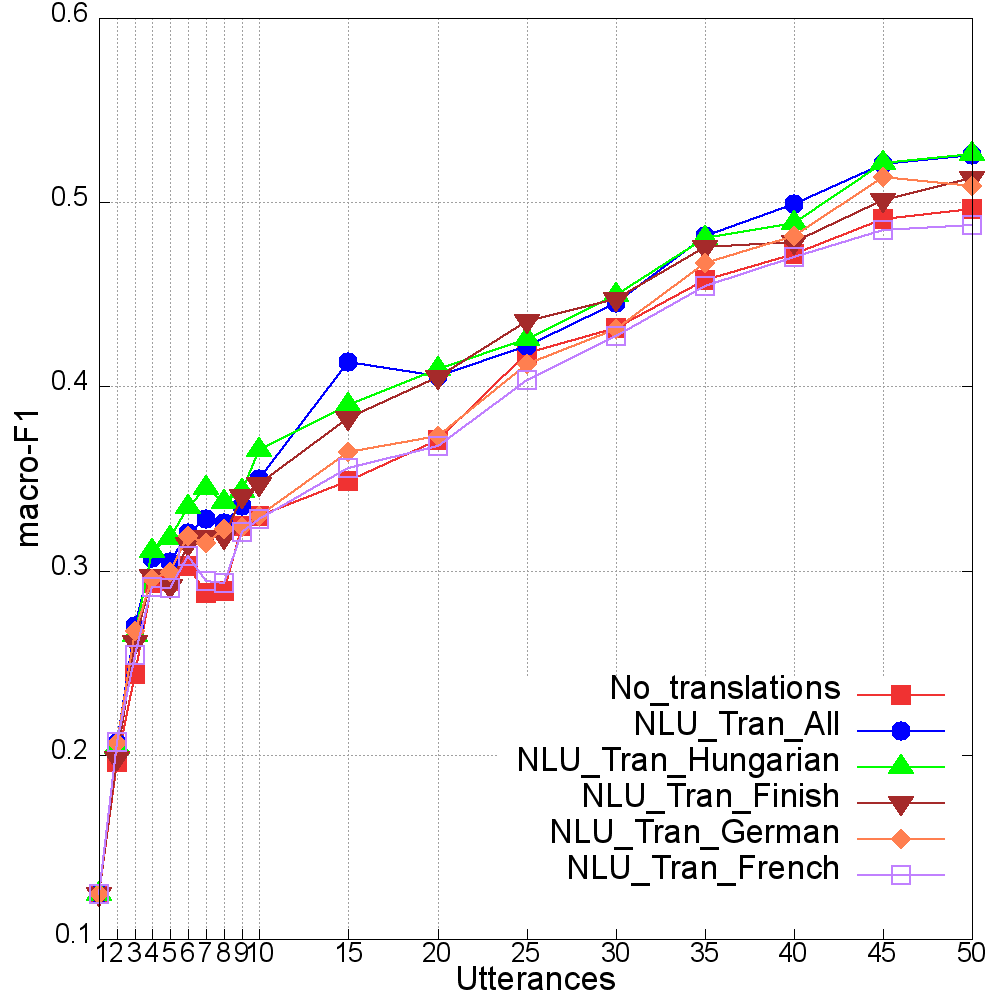 0.6
0.5
0.4
0.3
0.2
0.1
macro-F1
No_translations
NLU_Tran_All
NLU_Tran_Hungarian
NLU_Tran_Finish
NLU_Tran_German
NLU_Tran_French
1 2 3 4 5 6 7 8 9 10 15 20 25 30 35 40 45 50
Utterances